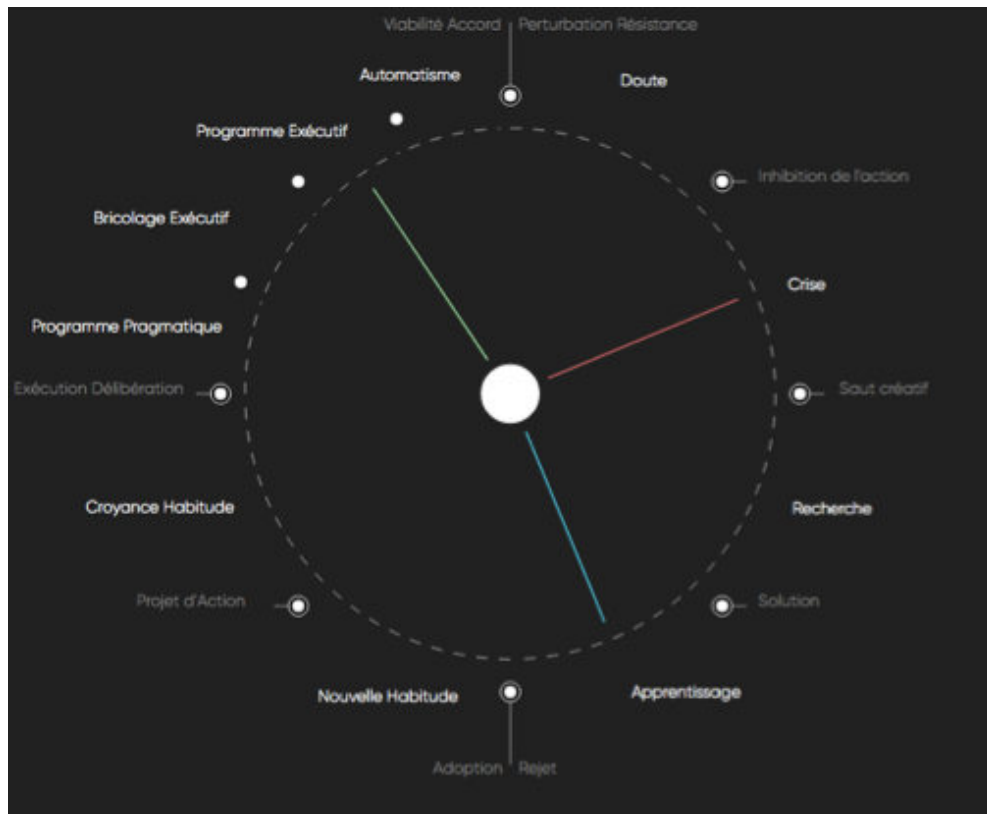 Viabilité Accord | Perturbation Résistance
Automatisme
Doute
Programme Exécutif
Inhibition de l'action
Bricolage Exécutif
Crise
Programme Pragmatique
Exécution Délibération
Saut créatif
Croyance Habitude
Recherche
Projet d'Action
Solution
Nouvelle Habitude
Apprentissage
Adoption | Rejet